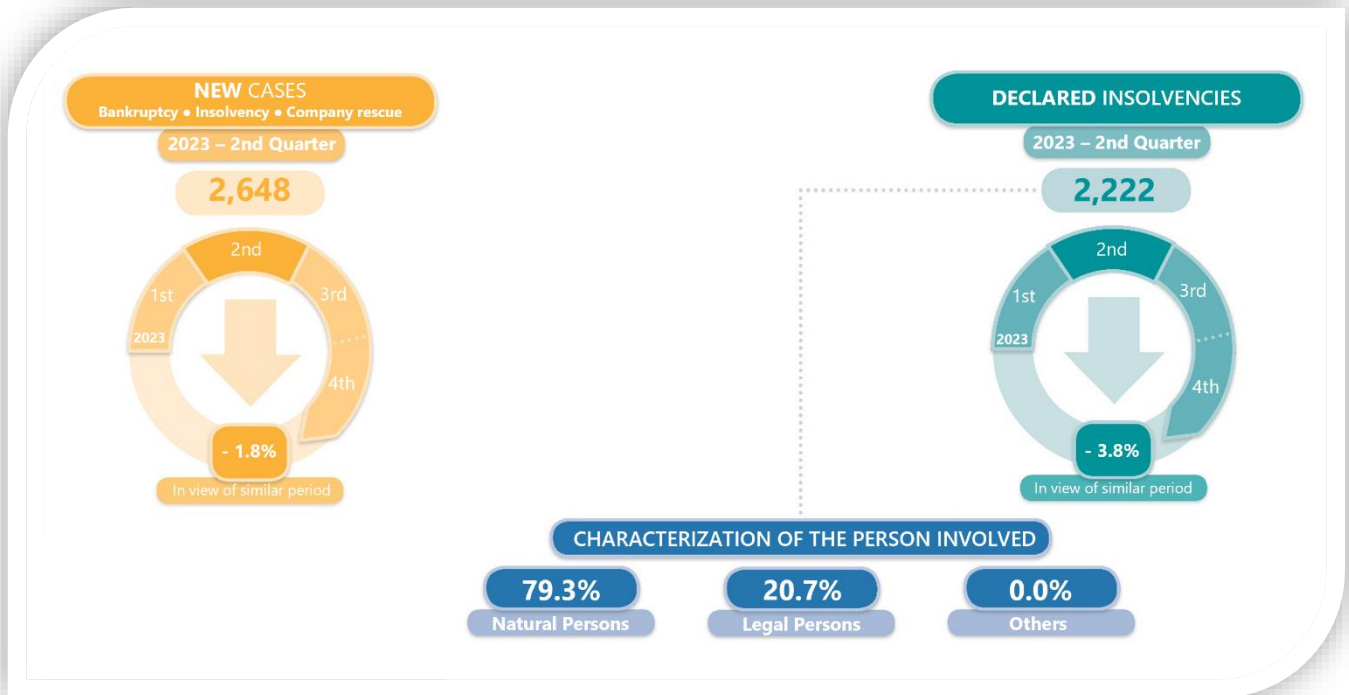 NEW CASES
Bankruptcy ● Insolvency ● Company rescue
2023 – 2nd Quarter
2,648
2nd
1st
3rd
2023
4th
- 1.8%
In view of similar period
DECLARED INSOLVENCIES
2023 – 2nd Quarter
2,222
2nd
1st
3rd
2023
4th
- 3.8%
In view of similar period
CHARACTERIZATION OF THE PERSON INVOLVED
79.3%
Natural Persons
20.7%
Legal Persons
0.0%
Others